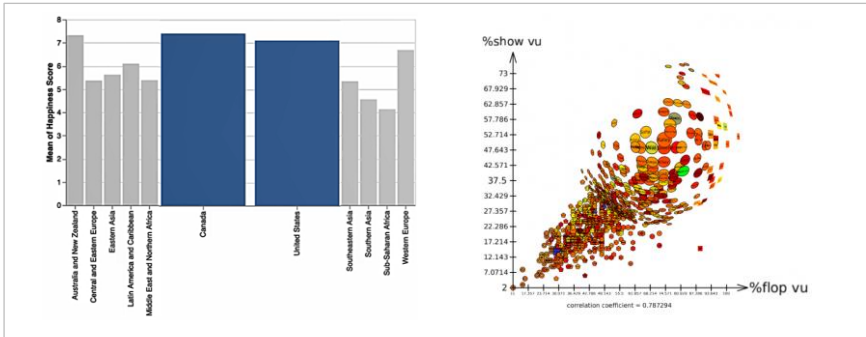 8
7
6
5
4
3
2
1
0
Mean of Happiness Score
Australia and New Zealand
Central and Eastern Europe
Eastern Asia
Latin America and Caribbean
Middle East and Northern Africa
Canada
United States
Southeastern Asia
Southern Asia
Sub-Saharan Africa
Western Europe
%show vu
73
67.929
62.857
57.786
52.714
47.643
42.571
37.5
32.429
27.357
22.286
17.214
12.143
7.0714
2
%flop vu
correlation coefficient = 0.787294